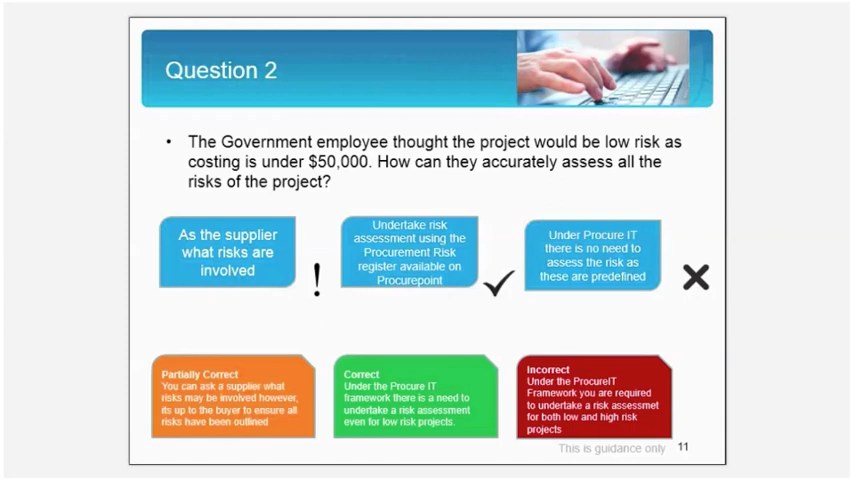 Question 2
• The Government employee thought the project would be low risk as
costing is under $50,000. How can they accurately assess all the
risks of the project?
As the supplier
what risks are
involved
!
Undertake risk
assessment using the
Procurement Risk
register available on
Procurepoint
Under Procure IT
there is no need to
assess the risk as
these are predefined
Partially Correct
You can ask a supplier what
risks may be involved however,
its up to the buyer to ensure all
risks have been outlined
Correct
Under the Procure IT
framework there is a need to
undertake a risk assessment
even for low risk projects.
Incorrect
Under the ProcureIT
Framework you are required
to undertake a risk assessmet
for both low and high risk
projects
This is guidance only 11